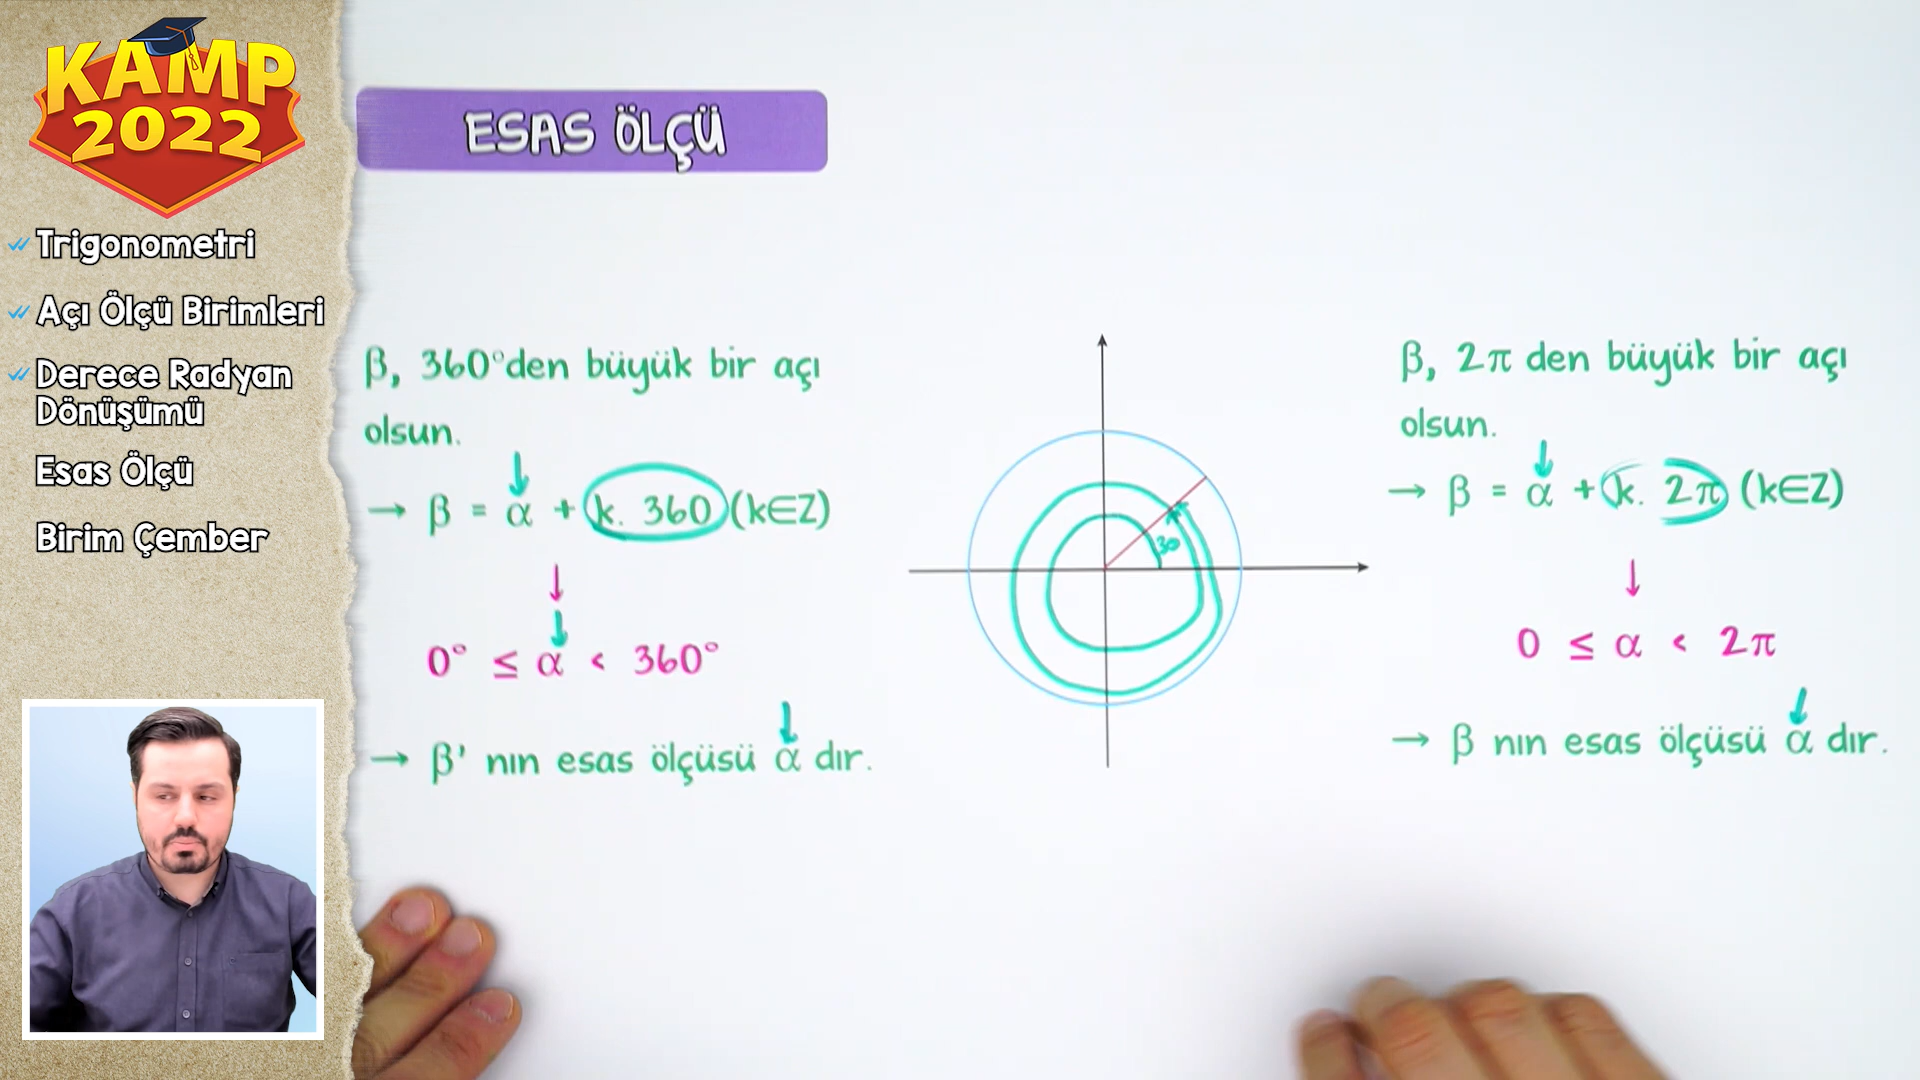 KAMP
2022
Trigonometri
Açı Ölçü Birimleri
Derece Radyan
Dönüşümü
Esas Ölçü
Birim Çember
ESAS ÖLÇÜ
β, 360°den büyük bir açı
olsun.
→ β = α + k. 360 (k∈Z)
↓
0° ≤ α < 360°
→ β' nın esas ölçüsü α dır.
30
β, 2π den büyük bir açı
olsun.
→ β = α + k. 2π (k∈Z)
↓
0 ≤ α < 2π
→ β nın esas ölçüsü α dır.